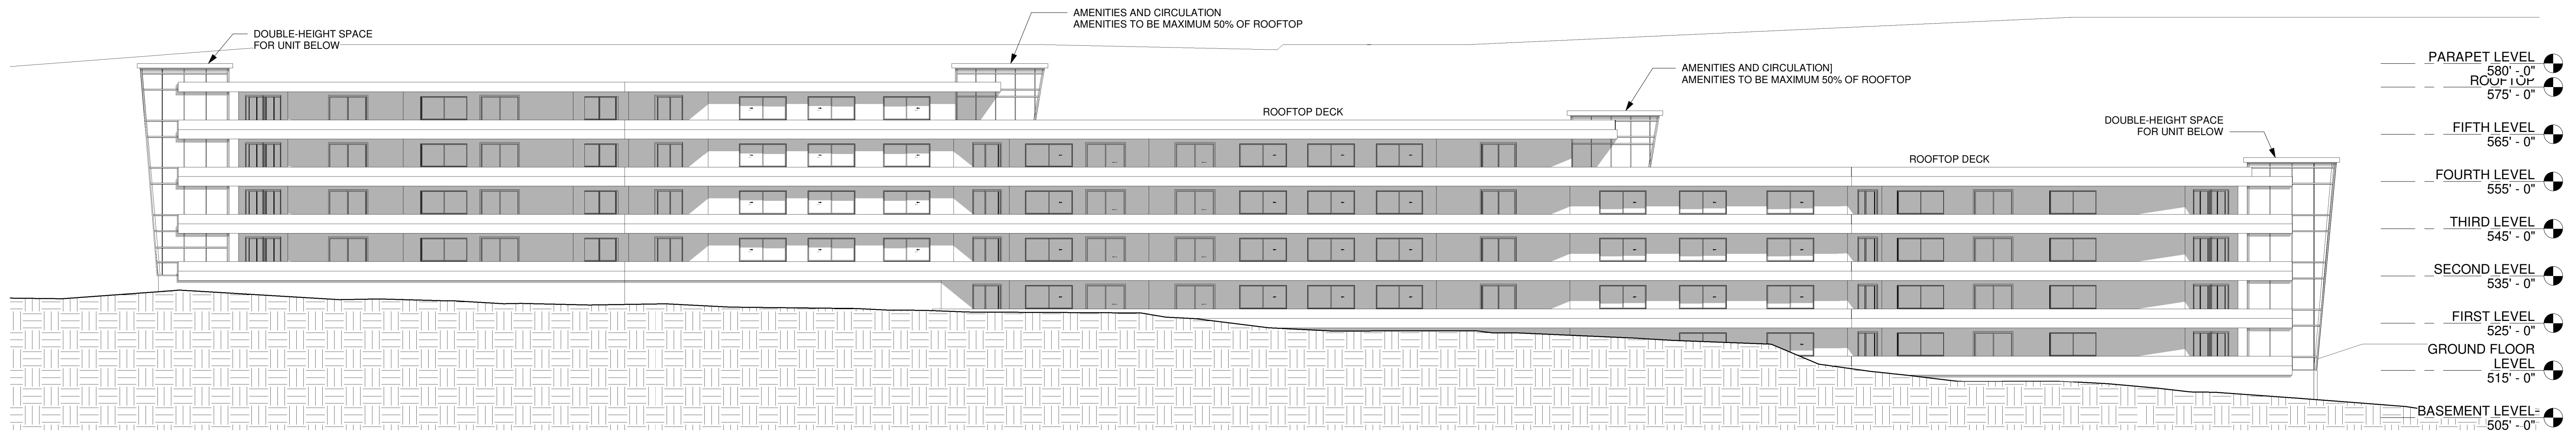 AMENITIES AND CIRCULATION
AMENITIES TO BE MAXIMUM 50% OF ROOFTOP
DOUBLE-HEIGHT SPACE
FOR UNIT BELOW
AMENITIES AND CIRCULATION]
AMENITIES TO BE MAXIMUM 50% OF ROOFTOP
ROOFTOP DECK
DOUBLE-HEIGHT SPACE
FOR UNIT BELOW
ROOFTOP DECK
PARAPET LEVEL
580' - 0"
ROOFTOP
575' - 0"
FIFTH LEVEL
565' - 0"
FOURTH LEVEL
555' - 0"
THIRD LEVEL
545' - 0"
SECOND LEVEL
535' - 0"
FIRST LEVEL
525' - 0"
GROUND FLOOR
LEVEL
515' - 0"
BASEMENT LEVEL
505' - 0"